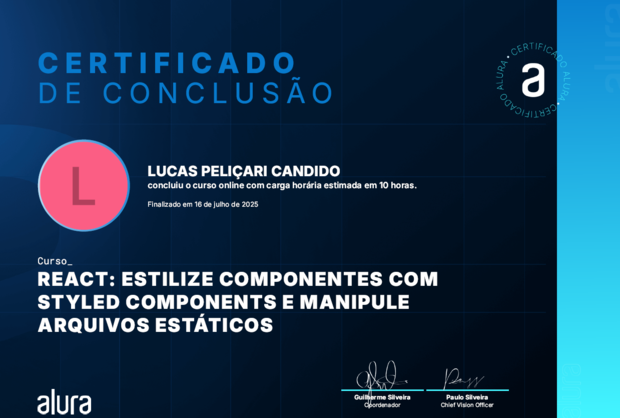 CERTIFICADO
DE CONCLUSÃO
ALURA • CERTIFICADO ALURA • CERTIFICADO
a
L
LUCAS PELIÇARI CANDIDO
concluiu o curso online com carga horária estimada em 10 horas.
Finalizado em 16 de julho de 2025
Curso_
REACT: ESTILIZE COMPONENTES COM
STYLED COMPONENTS E MANIPULE
ARQUIVOS ESTÁTICOS
alura
Guilherme Silveira
Coordenador
Paulo Silveira
Chief Vision Officer